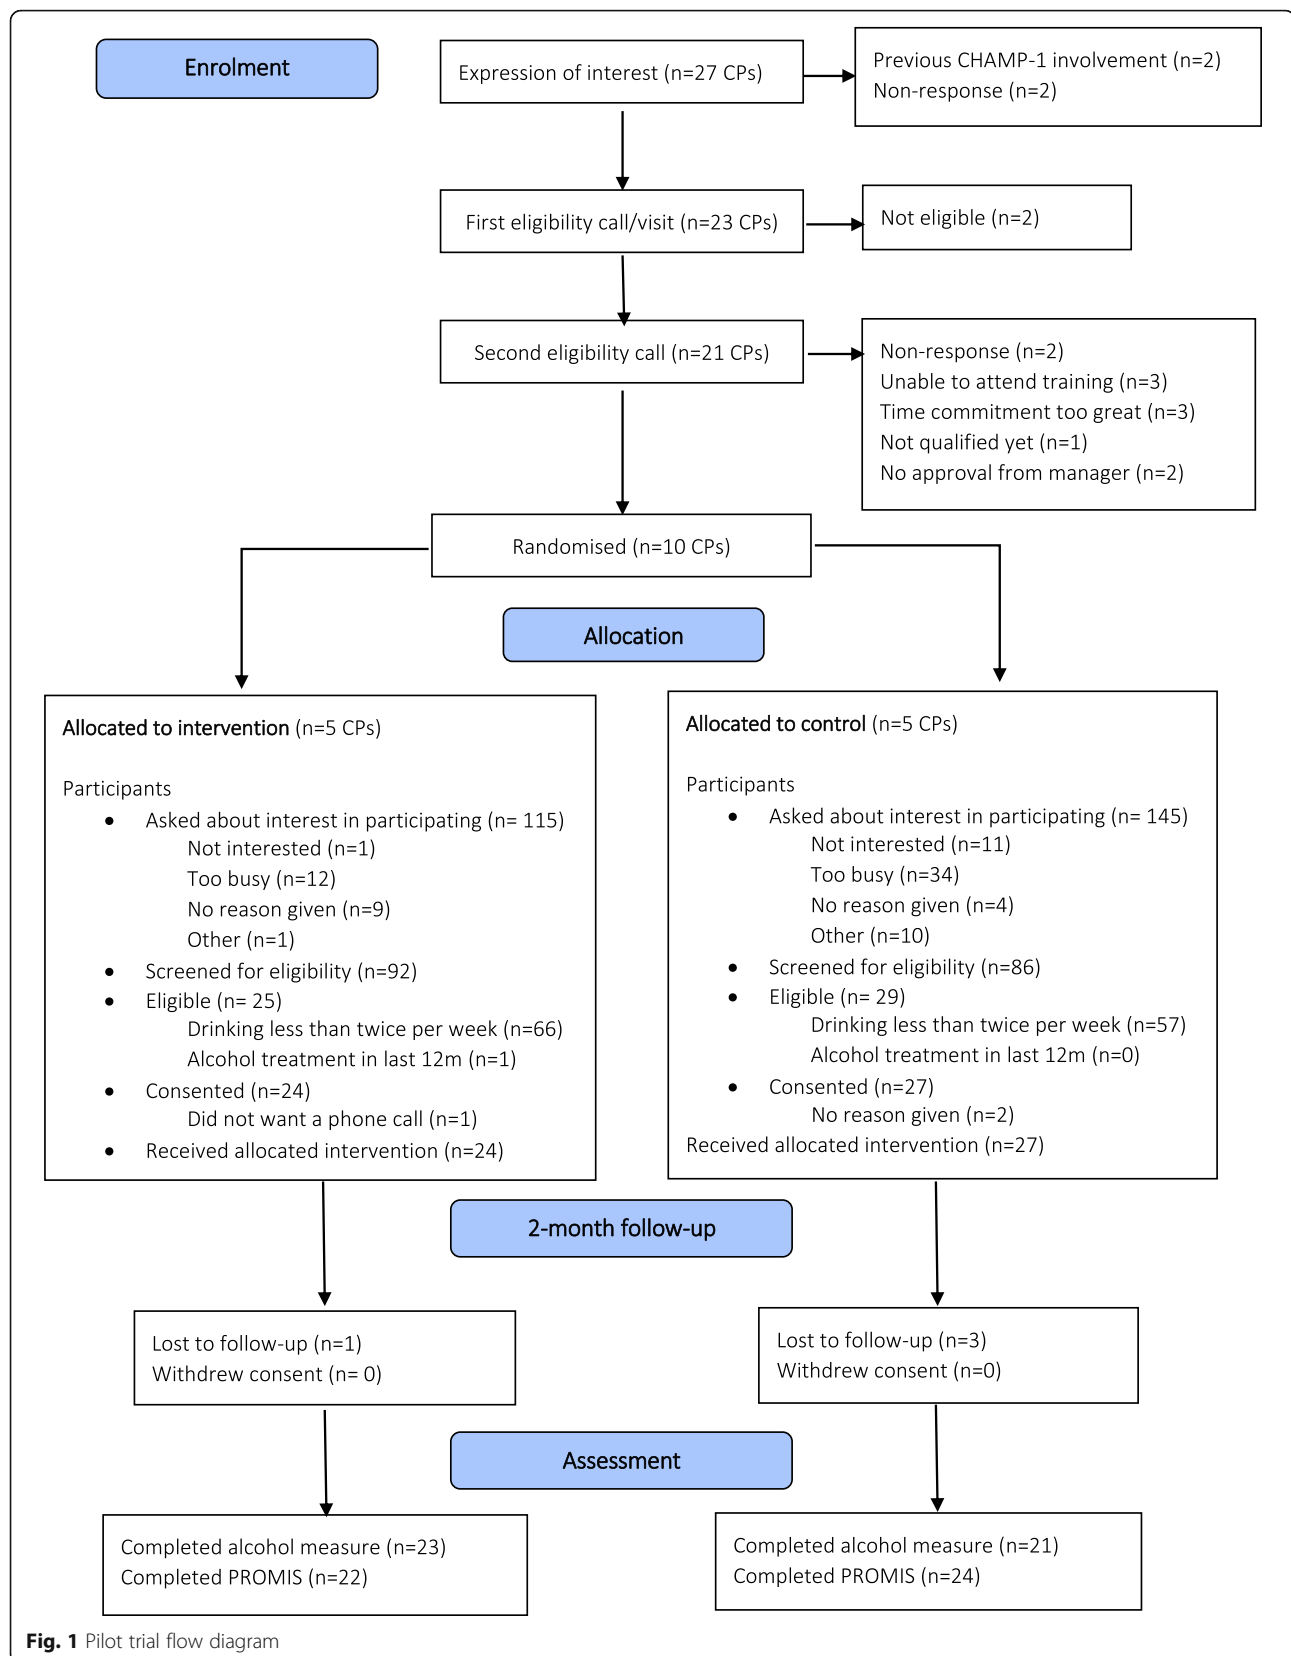 Enrolment
Expression of interest (n=27 CPs)
Previous CHAMP-1 involvement (n=2)
Non-response (n=2)
First eligibility call/visit (n=23 CPs)
Not eligible (n=2)
Second eligibility call (n=21 CPs)
Non-response (n=2)
Unable to attend training (n=3)
Time commitment too great (n=3)
Not qualified yet (n=1)
No approval from manager (n=2)
Randomised (n=10 CPs)
Allocation
Allocated to intervention (n=5 CPs)
Participants
• Asked about interest in participating (n= 115)
Not interested (n=1)
Too busy (n=12)
No reason given (n=9)
Other (n=1)
• Screened for eligibility (n=92)
• Eligible (n= 25)
Drinking less than twice per week (n=66)
Alcohol treatment in last 12m (n=1)
• Consented (n=24)
Did not want a phone call (n=1)
• Received allocated intervention (n=24)
Allocated to control (n=5 CPs)
Participants
• Asked about interest in participating (n= 145)
Not interested (n=11)
Too busy (n=34)
No reason given (n=4)
Other (n=10)
• Screened for eligibility (n=86)
• Eligible (n= 29)
Drinking less than twice per week (n=57)
Alcohol treatment in last 12m (n=0)
• Consented (n=27)
No reason given (n=2)
Received allocated intervention (n=27)
2-month follow-up
Lost to follow-up (n=1)
Withdrew consent (n= 0)
Lost to follow-up (n=3)
Withdrew consent (n=0)
Assessment
Completed alcohol measure (n=23)
Completed PROMIS (n=22)
Completed alcohol measure (n=21)
Completed PROMIS (n=24)
Fig. 1 Pilot trial flow diagram